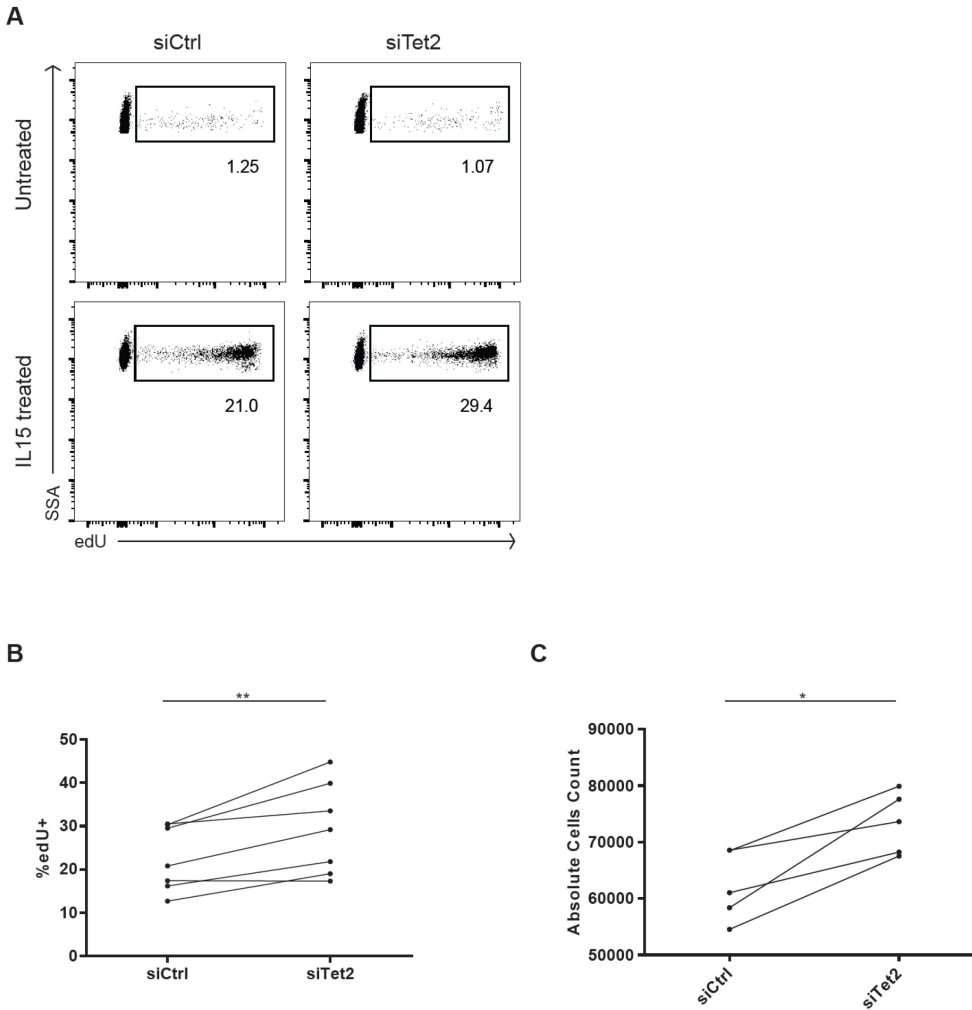 A
siCtrl
siTet2
Untreated
1.25
1.07
IL15 treated
21.0
29.4
SSA
edU
B
C
**
*
50
40
30
20
10
0
%edU+
siCtrl
siTet2
90000
80000
70000
60000
50000
Absolute Cells Count
siCtrl
siTet2